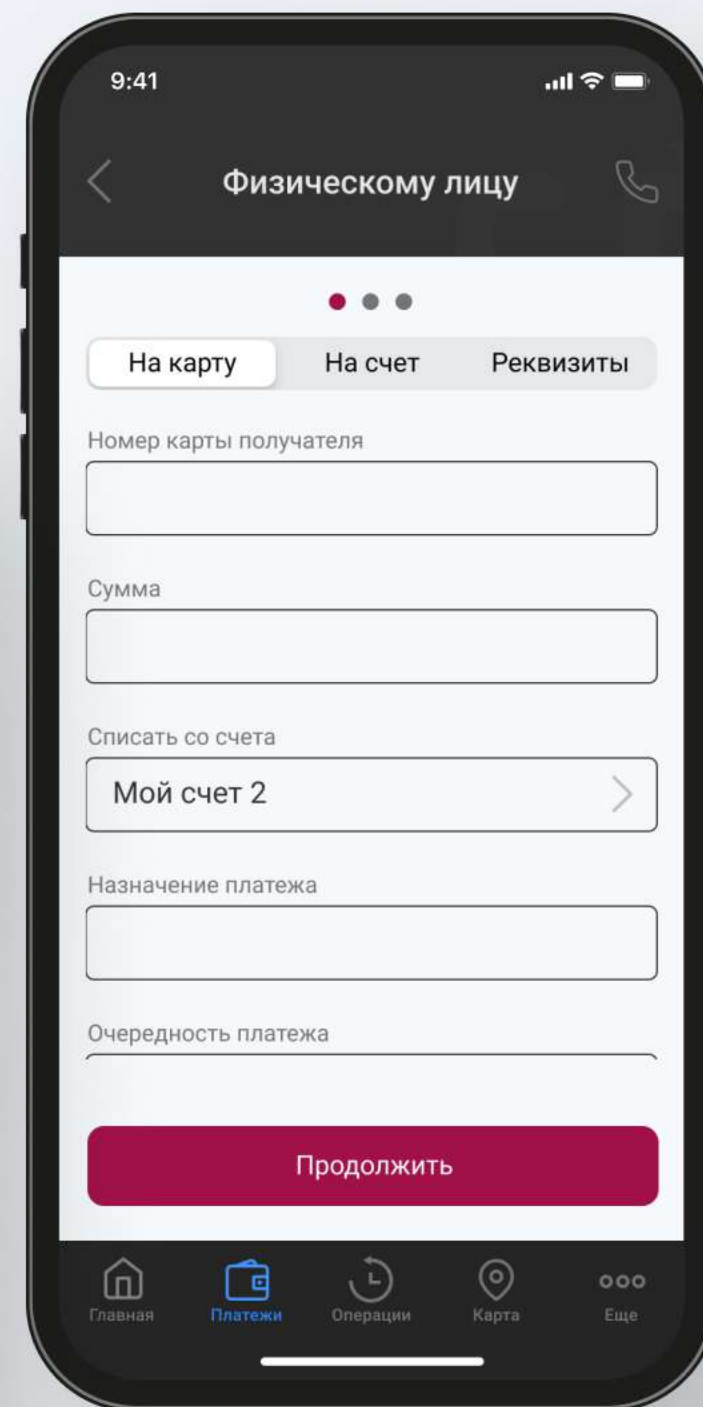 9:41
Физическому лицу
На карту На счет Реквизиты
Номер карты получателя
Сумма
Списать со счета
Мой счет 2
Назначение платежа
Очередность платежа
Продолжить
Главная Платежи Операции Карта Еще